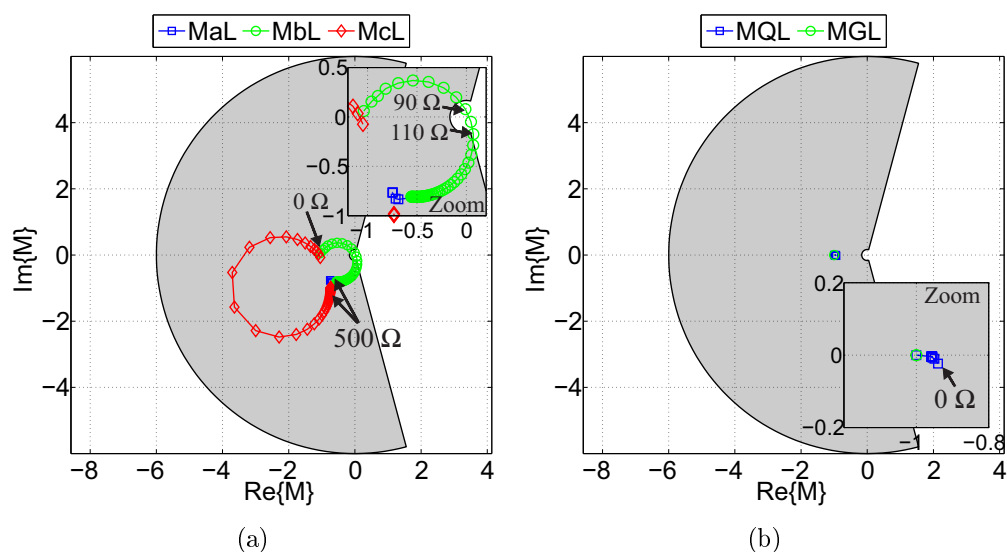 MaL MbL McL
Im{M}
4
2
0
−2
−4
−8 −6 −4 −2 0 2 4
Re{M}
0 Ω
500 Ω
0.5
0
−0.5
−1
−1 −0.5 0
90 Ω
110 Ω
Zoom
(a)
MQL MGL
Im{M}
4
2
0
−2
−4
−8 −6 −4 −2 0 2 4
Re{M}
0.2
0
−0.2
−1 −0.8
Zoom
0 Ω
(b)